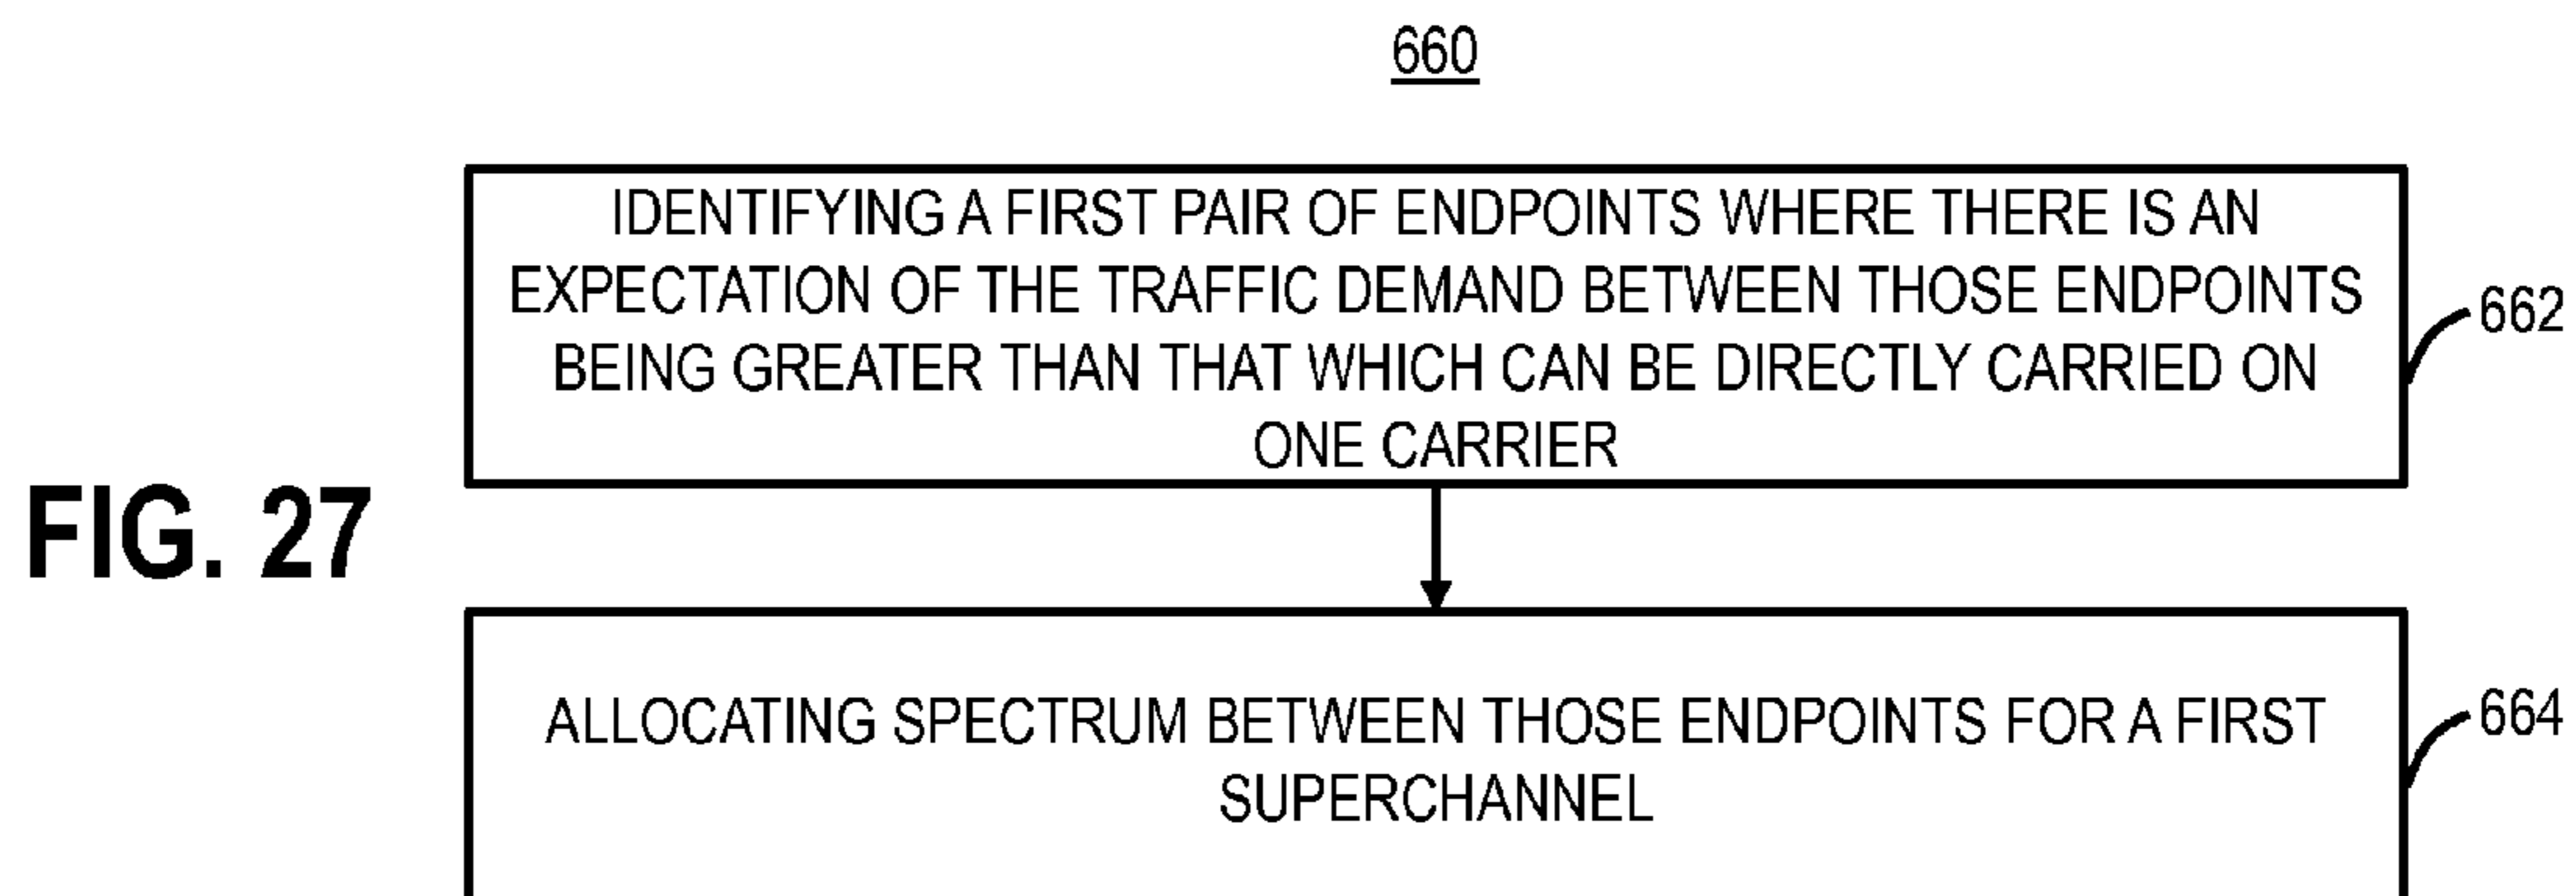 660
IDENTIFYING A FIRST PAIR OF ENDPOINTS WHERE THERE IS AN
EXPECTATION OF THE TRAFFIC DEMAND BETWEEN THOSE ENDPOINTS
BEING GREATER THAN THAT WHICH CAN BE DIRECTLY CARRIED ON
ONE CARRIER
662
FIG. 27
ALLOCATING SPECTRUM BETWEEN THOSE ENDPOINTS FOR A FIRST
SUPERCHANNEL
664